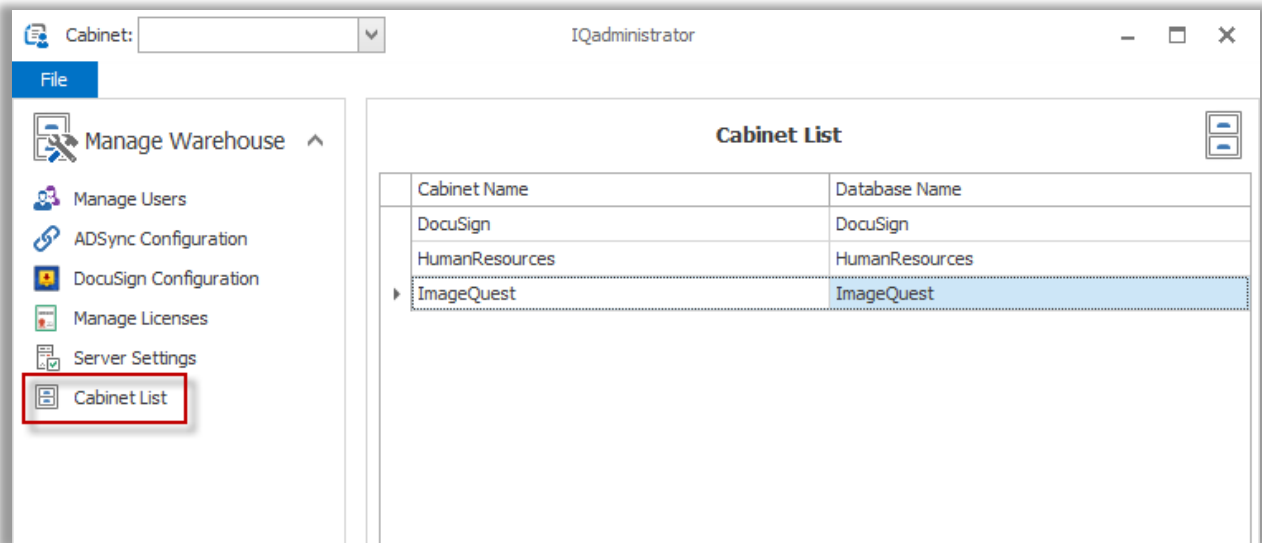 Cabinet: IQadministrator
File
Manage Warehouse
Manage Users
ADSync Configuration
DocuSign Configuration
Manage Licenses
Server Settings
Cabinet List
Cabinet List
Cabinet Name Database Name
DocuSign DocuSign
HumanResources HumanResources
ImageQuest ImageQuest